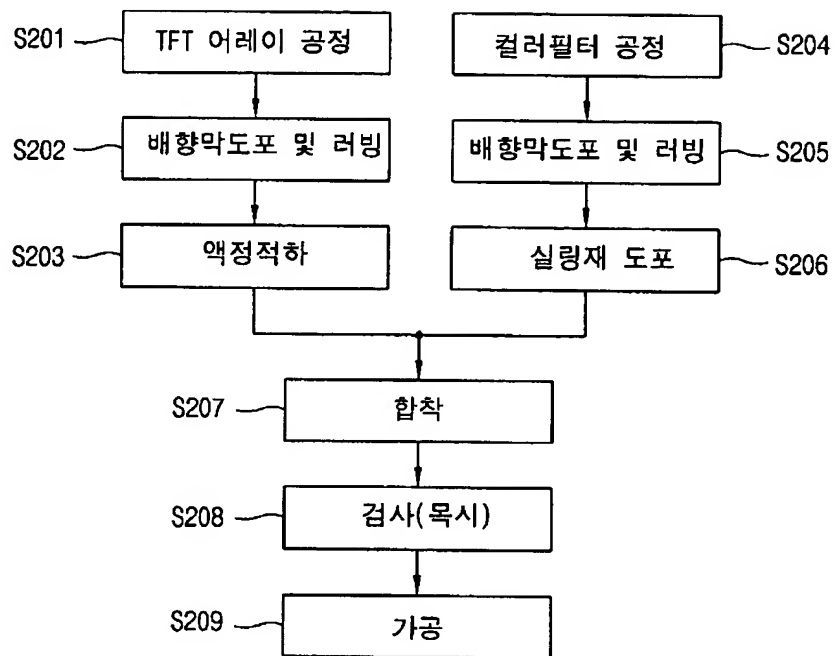 S201 TFT 어레이 공정 컬러필터 공정 S204
S202 배향막도포 및 러빙 배향막도포 및 러빙 S205
S203 액정적하 실링재 도포 S206
S207 합착
S208 검사(목시)
S209 가공